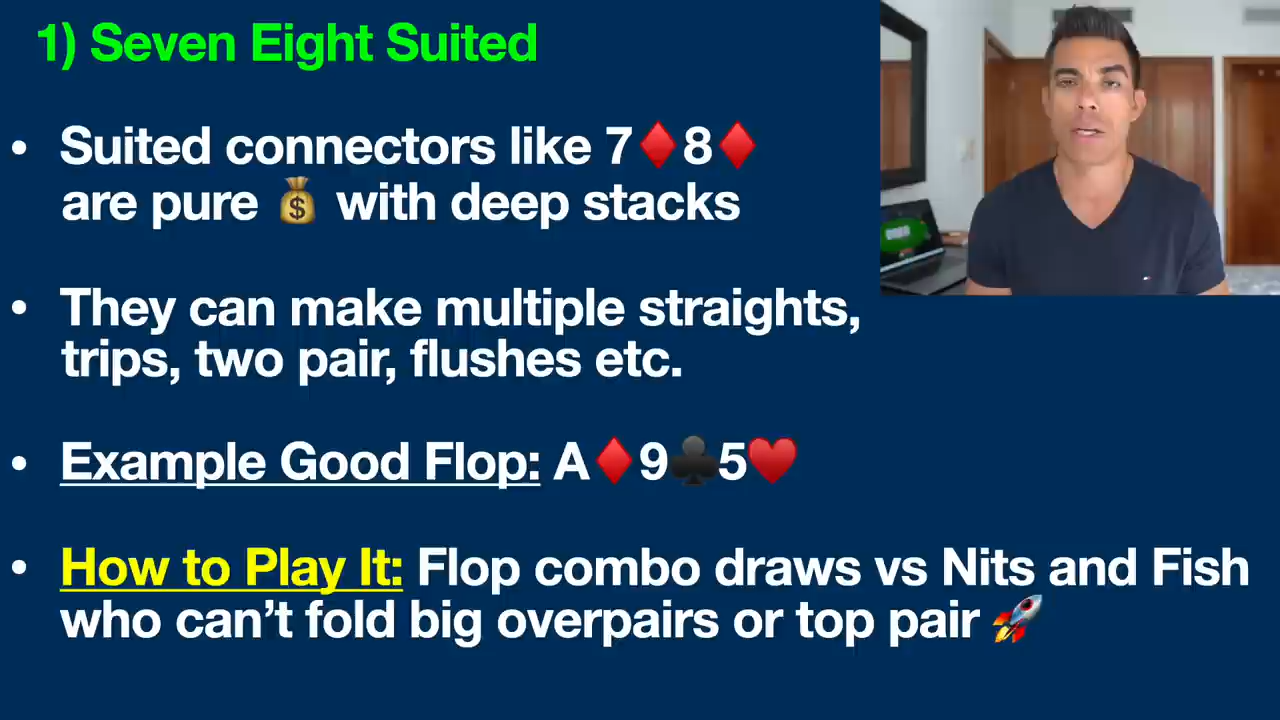 1) Seven Eight Suited
• Suited connectors like 7♦️8♦️
are pure 💰 with deep stacks
• They can make multiple straights,
trips, two pair, flushes etc.
• Example Good Flop: A♦️9♣️5♥️
• How to Play It: Flop combo draws vs Nits and Fish
who can’t fold big overpairs or top pair 🚀